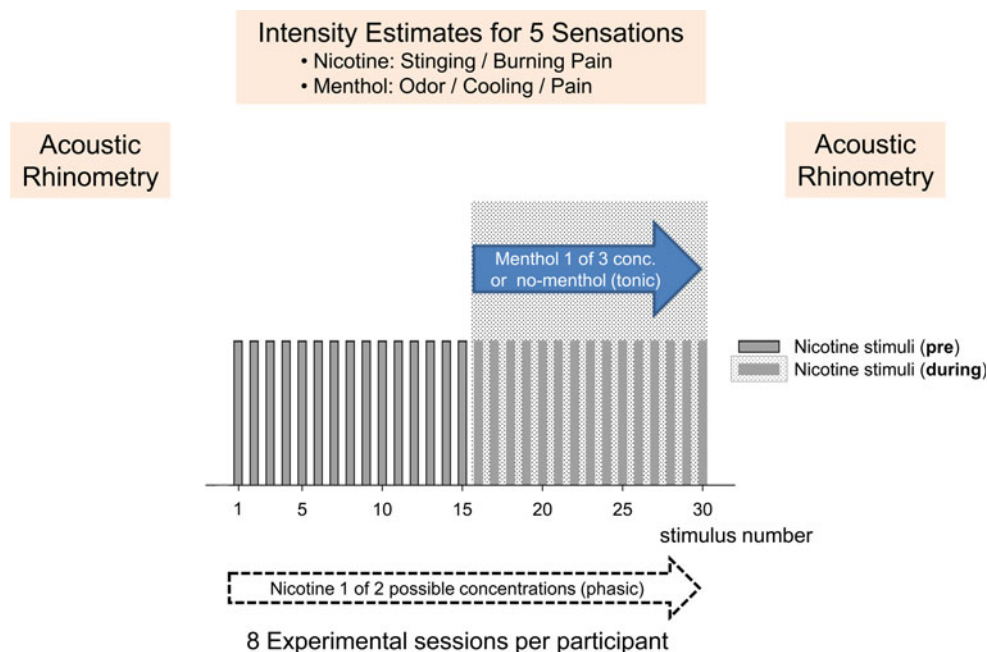 Intensity Estimates for 5 Sensations
• Nicotine: Stinging / Burning Pain
• Menthol: Odor / Cooling / Pain
Acoustic
Rhinometry
Acoustic
Rhinometry
Menthol 1 of 3 conc.
or no-menthol (tonic)
Nicotine stimuli (pre)
Nicotine stimuli (during)
1 5 10 15 20 25 30
stimulus number
Nicotine 1 of 2 possible concentrations (phasic)
8 Experimental sessions per participant